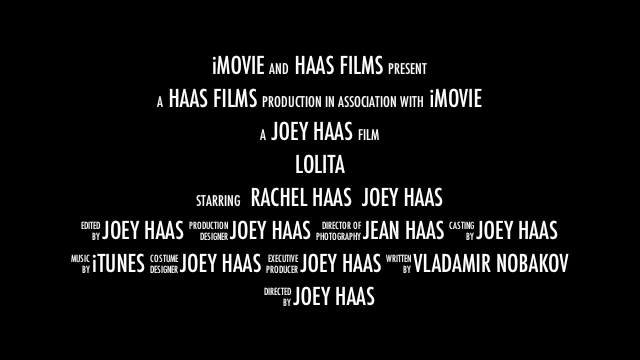 iMOVIE AND HAAS FILMS PRESENT
A HAAS FILMS PRODUCTION IN ASSOCIATION WITH iMOVIE
A JOEY HAAS FILM
LOLITA
STARRING RACHEL HAAS JOEY HAAS
EDITED BY JOEY HAAS PRODUCTION DESIGNER JOEY HAAS DIRECTOR OF PHOTOGRAPHY JEAN HAAS CASTING BY JOEY HAAS
MUSIC BY iTUNES COSTUME DESIGNER JOEY HAAS EXECUTIVE PRODUCER JOEY HAAS WRITTEN BY VLADAMIR NOBAKOV
DIRECTED BY JOEY HAAS